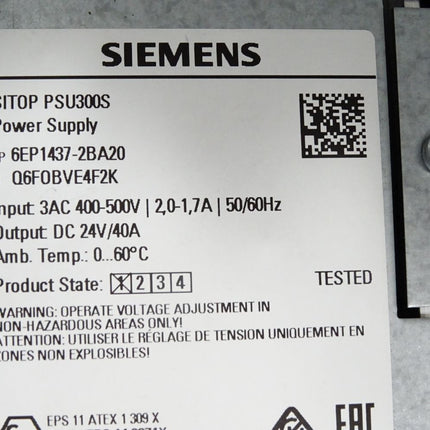 SIEMENS
SITOP PSU300S
Power Supply
P 6EP1437-2BA20
Q6F0BVE4F2K
Input: 3AC 400-500V | 2,0-1,7A | 50/60Hz
Output: DC 24V/40A
Amb. Temp.: 0...60°C
Product State: 1 2 3 4
TESTED
WARNING: OPERATE VOLTAGE ADJUSTMENT IN
NON-HAZARDOUS AREAS ONLY!
ATTENTION: UTILISER LE RÉGLAGE DE TENSION UNIQUEMENT EN
ZONES NON EXPLOSIBLES!
EPS 11 ATEX 1 309 X
EAC